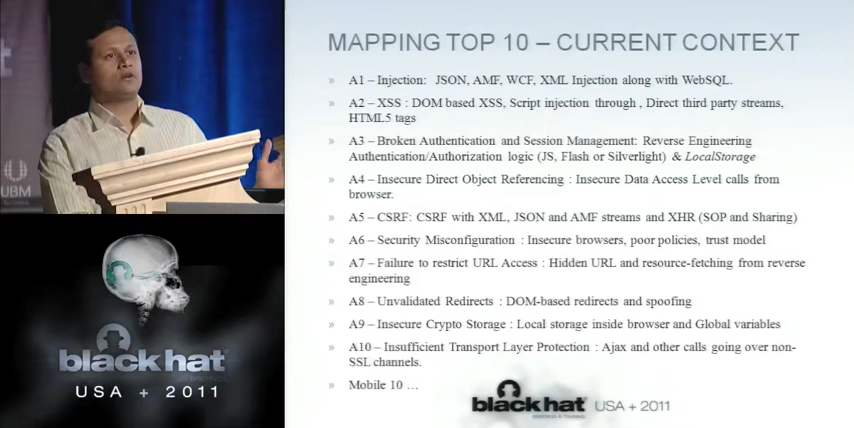 MAPPING TOP 10 – CURRENT CONTEXT
» A1 – Injection: JSON, AMF, WCF, XML Injection along with WebSQL.
» A2 – XSS : DOM based XSS, Script injection through , Direct third party streams,
HTML5 tags
» A3 – Broken Authentication and Session Management: Reverse Engineering
Authentication/Authorization logic (JS, Flash or Silverlight) & LocalStorage
» A4 – Insecure Direct Object Referencing : Insecure Data Access Level calls from
browser.
» A5 – CSRF: CSRF with XML, JSON and AMF streams and XHR (SOP and Sharing)
» A6 – Security Misconfiguration : Insecure browsers, poor policies, trust model
» A7 – Failure to restrict URL Access : Hidden URL and resource-fetching from reverse
engineering
» A8 – Unvalidated Redirects : DOM-based redirects and spoofing
» A9 – Insecure Crypto Storage : Local storage inside browser and Global variables
» A10 – Insufficient Transport Layer Protection : Ajax and other calls going over non-
SSL channels.
» Mobile 10 …
black hat USA + 2011
UBM
black hat
USA + 2011